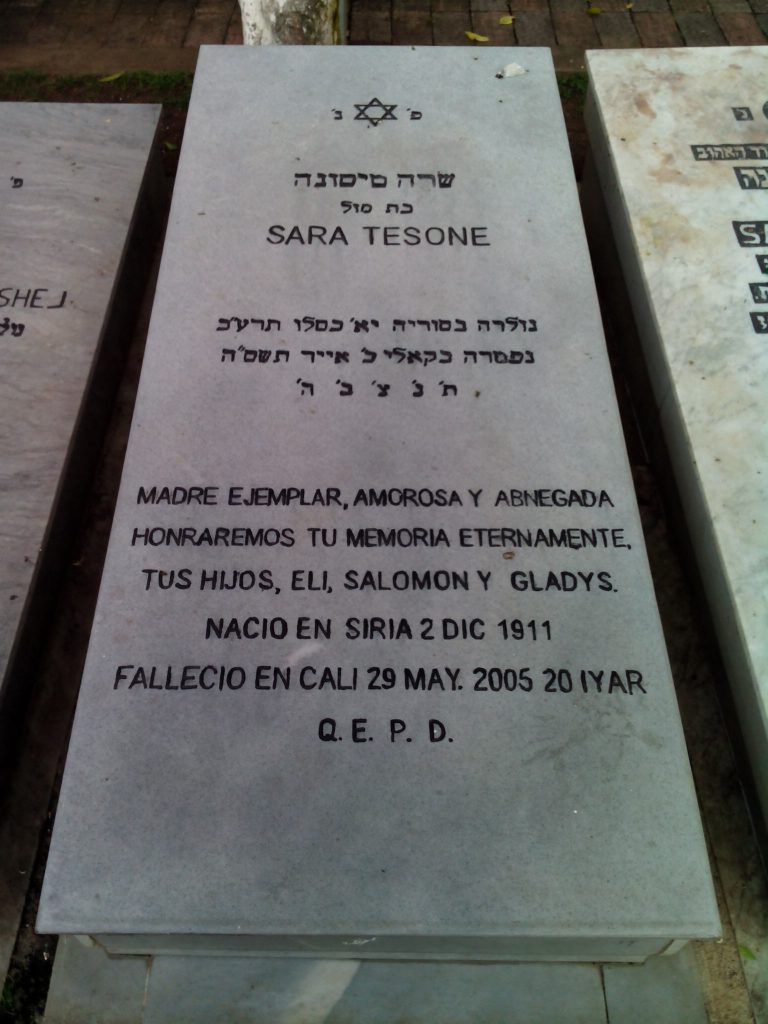 פ׳ נ׳
שרה טיסונה
בת מזל
SARA TESONE
נולדה בסוריה יא׳ כסלו תרע״ב
נפטרה בקאלי כ׳ אייר תשס״ה
ת׳ נ׳ צ׳ ב׳ ה׳
MADRE EJEMPLAR, AMOROSA Y ABNEGADA
HONRAREMOS TU MEMORIA ETERNAMENTE.
TUS HIJOS, ELI, SALOMON Y GLADYS.
NACIO EN SIRIA 2 DIC 1911
FALLECIO EN CALI 29 MAY. 2005 20 IYAR
Q. E. P. D.